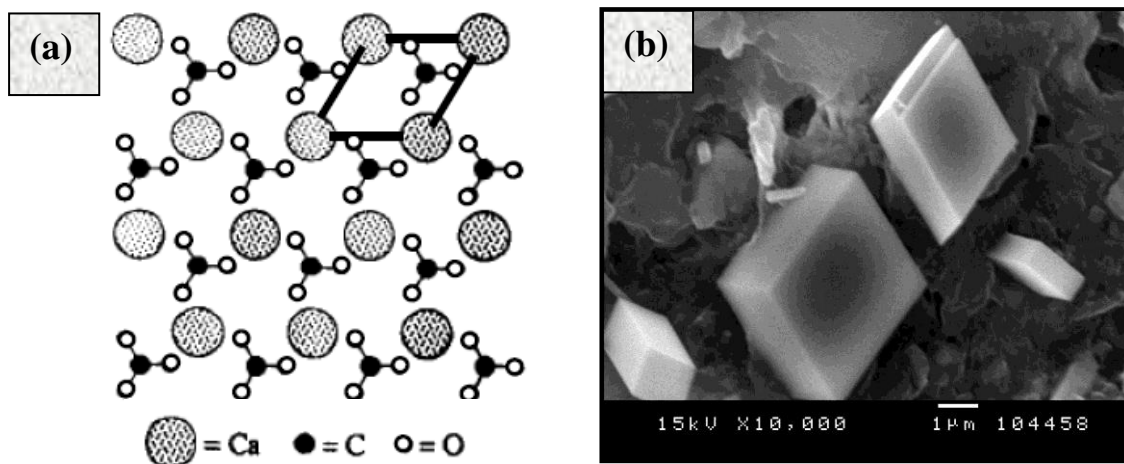 (a)
= Ca = C = O
(b)
15kV X10,000 1µm 104458